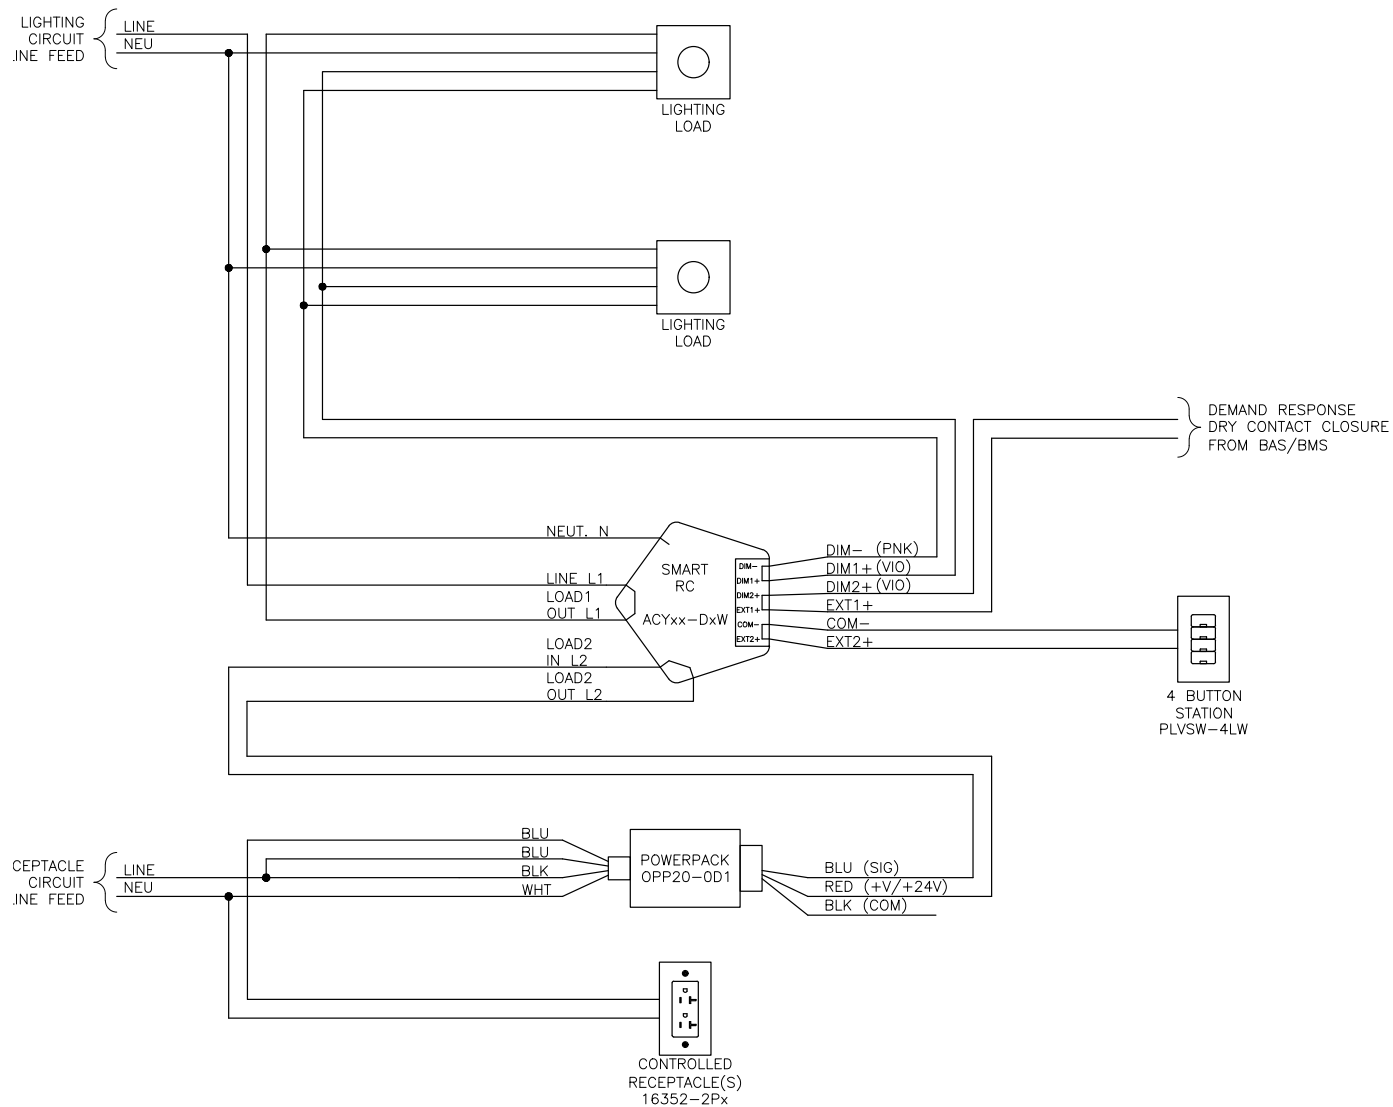 LIGHTING
CIRCUIT
.INE FEED
LINE
NEU
LIGHTING
LOAD
LIGHTING
LOAD
DEMAND RESPONSE
DRY CONTACT CLOSURE
FROM BAS/BMS
NEUT. N
LINE L1
LOAD1
OUT L1
LOAD2
IN L2
LOAD2
OUT L2
SMART
RC
ACYxx-DxW
DIM-
DIM1+
DIM2+
EXT1+
COM-
EXT2+
DIM- (PNK)
DIM1+ (VIO)
DIM2+ (VIO)
EXT1+
COM-
EXT2+
4 BUTTON
STATION
PLVSW-4LW
CEPTACLE
CIRCUIT
.INE FEED
LINE
NEU
BLU
BLU
BLK
WHT
POWERPACK
OPP20-0D1
BLU (SIG)
RED (+V/+24V)
BLK (COM)
CONTROLLED
RECEPTACLE(S)
16352-2Px